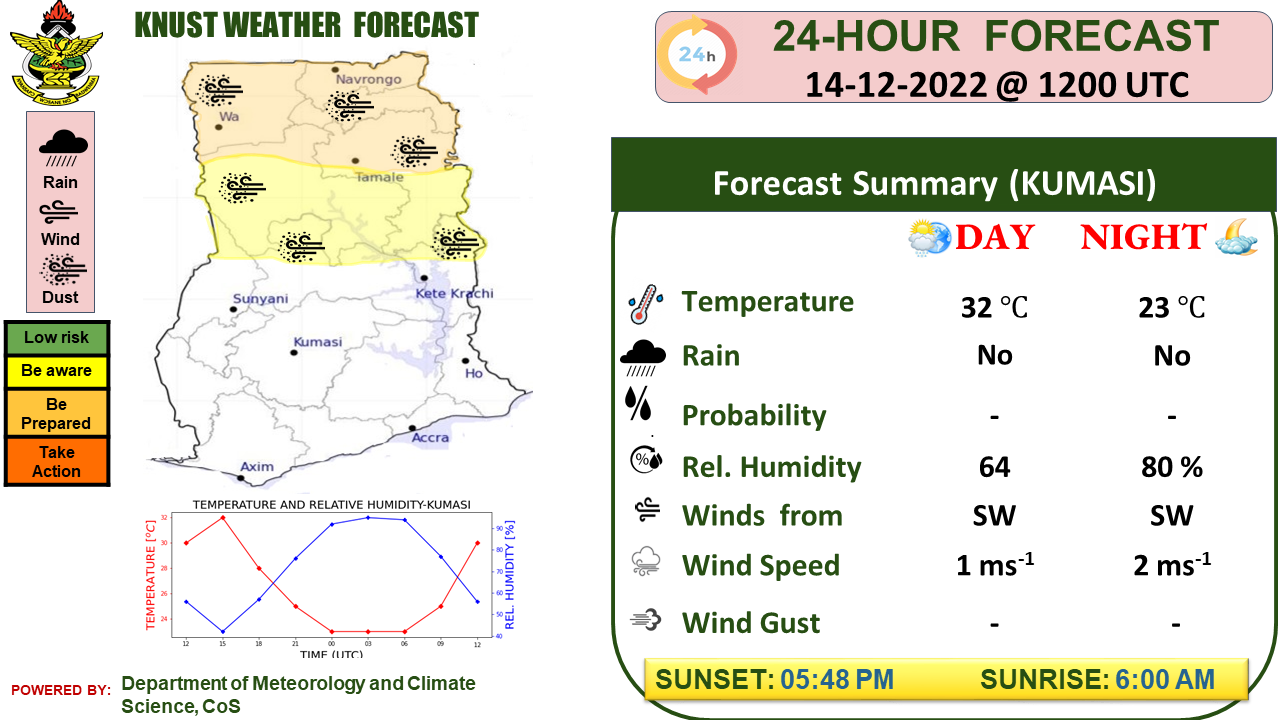 KNUST WEATHER  FORECAST
Rain
Wind
Dust
Low risk
Be aware
Be
Prepared
Take
Action
Navrongo
Wa
Tamale
Kete Krachi
Sunyani
Kumasi
Ho
Accra
Axim
TEMPERATURE AND RELATIVE HUMIDITY-KUMASI
TEMPERATURE [°C]
32
30
28
26
24
REL. HUMIDITY [%]
90
80
70
60
50
40
12 15 18 21 00 03 06 09 12
TIME (UTC)
POWERED BY:
Department of Meteorology and Climate
Science, CoS
24h
24-HOUR  FORECAST
14-12-2022 @ 1200 UTC
Forecast Summary (KUMASI)
DAY NIGHT
Temperature 32 °C 23 °C
Rain No No
Probability - -
Rel. Humidity 64 80 %
Winds  from SW SW
Wind Speed 1 ms-1 2 ms-1
Wind Gust - -
SUNSET: 05:48 PM SUNRISE: 6:00 AM